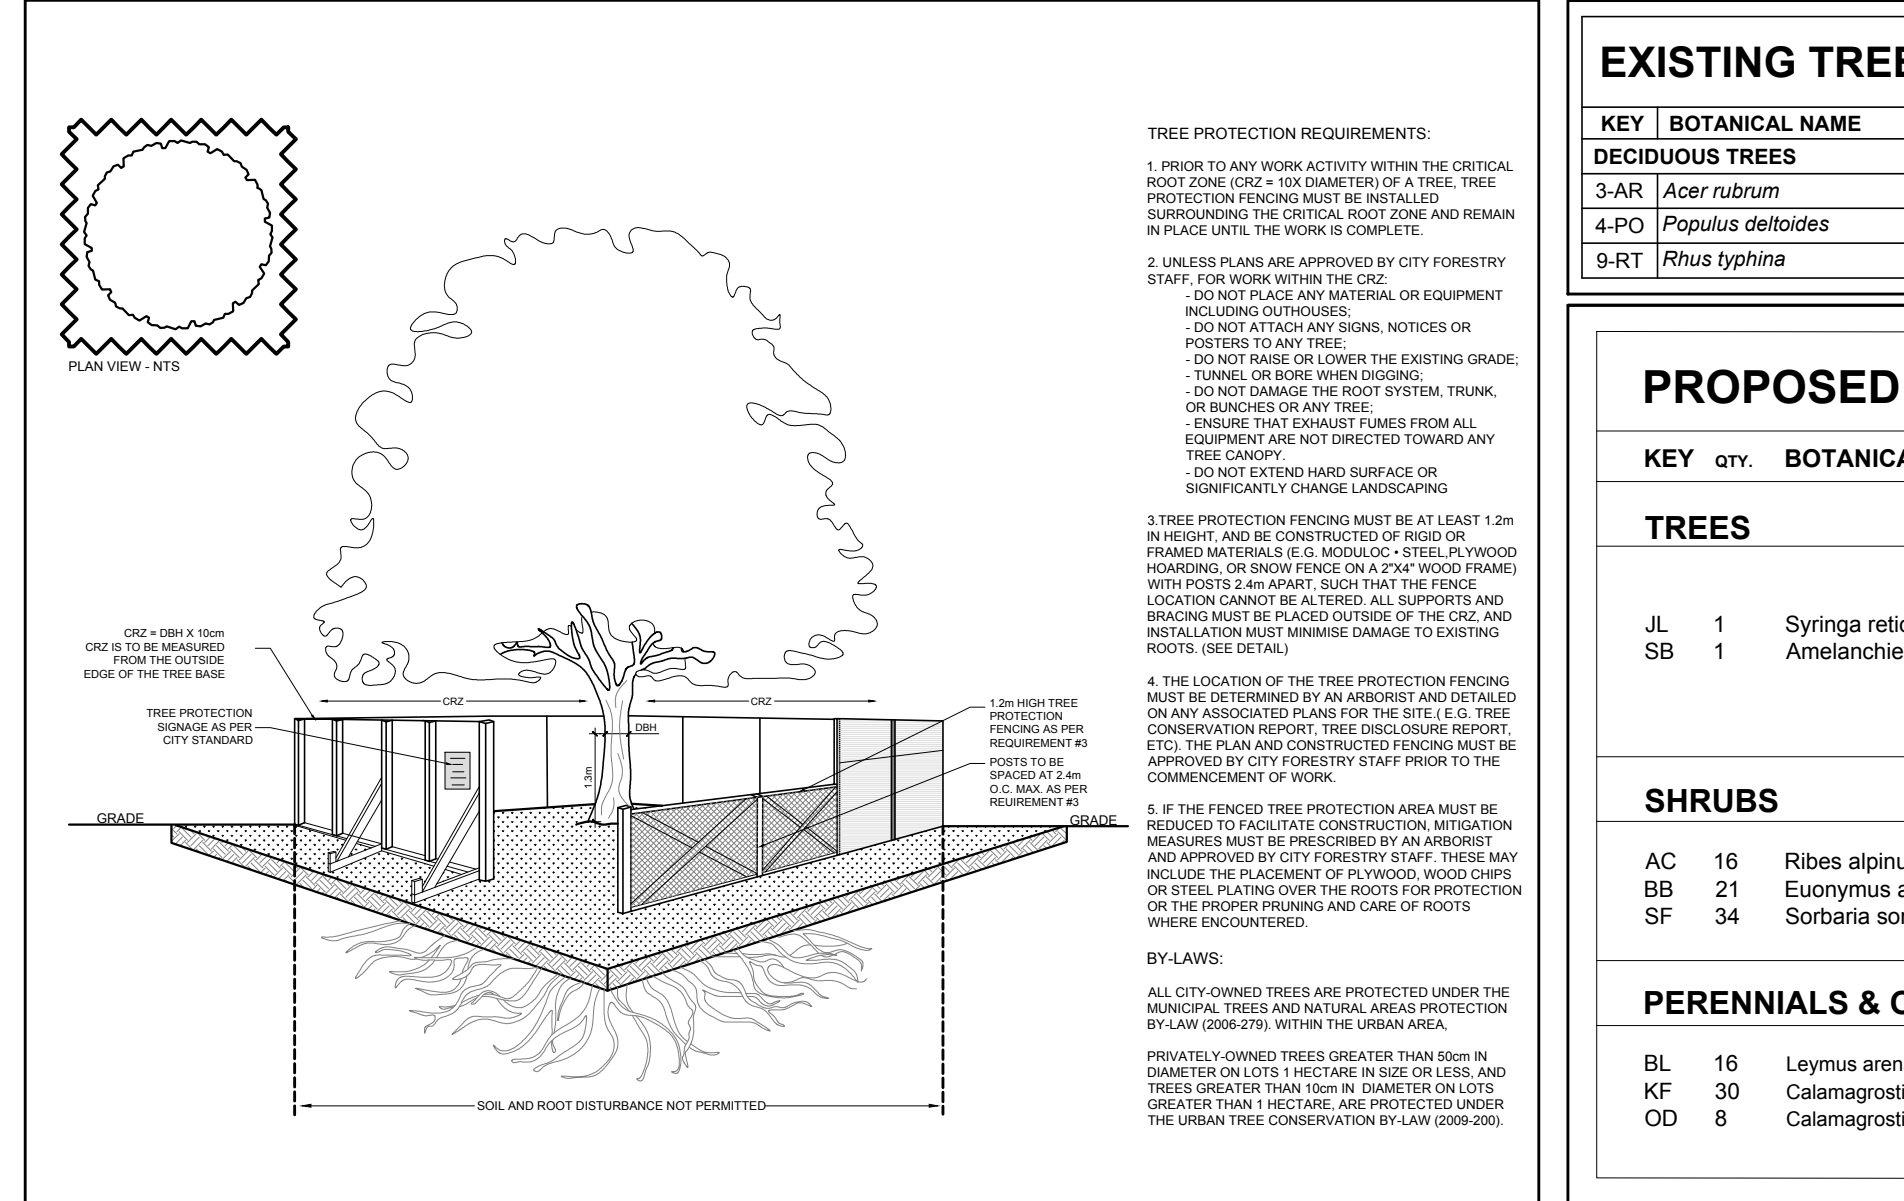 PLAN VIEW - NTS
CRZ = DBH X 10cm
CRZ IS TO BE MEASURED
FROM THE OUTSIDE
EDGE OF THE TREE BASE
TREE PROTECTION
SIGNAGE AS PER
CITY STANDARD
GRADE
CRZ
CRZ
DBH
1.3m
1.2m HIGH TREE
PROTECTION
FENCING AS PER
REQUIREMENT #3
POSTS TO BE
SPACED AT 2.4m
O.C. MAX. AS PER
REUIREMENT #3
GRADE
SOIL AND ROOT DISTURBANCE NOT PERMITTED
TREE PROTECTION REQUIREMENTS:
1. PRIOR TO ANY WORK ACTIVITY WITHIN THE CRITICAL
ROOT ZONE (CRZ = 10X DIAMETER) OF A TREE, TREE
PROTECTION FENCING MUST BE INSTALLED
SURROUNDING THE CRITICAL ROOT ZONE AND REMAIN
IN PLACE UNTIL THE WORK IS COMPLETE.
2. UNLESS PLANS ARE APPROVED BY CITY FORESTRY
STAFF, FOR WORK WITHIN THE CRZ:
- DO NOT PLACE ANY MATERIAL OR EQUIPMENT
INCLUDING OUTHOUSES;
- DO NOT ATTACH ANY SIGNS, NOTICES OR
POSTERS TO ANY TREE;
- DO NOT RAISE OR LOWER THE EXISTING GRADE;
- TUNNEL OR BORE WHEN DIGGING;
- DO NOT DAMAGE THE ROOT SYSTEM, TRUNK,
OR BUNCHES OR ANY TREE;
- ENSURE THAT EXHAUST FUMES FROM ALL
EQUIPMENT ARE NOT DIRECTED TOWARD ANY
TREE CANOPY.
- DO NOT EXTEND HARD SURFACE OR
SIGNIFICANTLY CHANGE LANDSCAPING
3.TREE PROTECTION FENCING MUST BE AT LEAST 1.2m
IN HEIGHT, AND BE CONSTRUCTED OF RIGID OR
FRAMED MATERIALS (E.G. MODULOC • STEEL,PLYWOOD
HOARDING, OR SNOW FENCE ON A 2"X4" WOOD FRAME)
WITH POSTS 2.4m APART, SUCH THAT THE FENCE
LOCATION CANNOT BE ALTERED. ALL SUPPORTS AND
BRACING MUST BE PLACED OUTSIDE OF THE CRZ, AND
INSTALLATION MUST MINIMISE DAMAGE TO EXISTING
ROOTS. (SEE DETAIL)
4. THE LOCATION OF THE TREE PROTECTION FENCING
MUST BE DETERMINED BY AN ARBORIST AND DETAILED
ON ANY ASSOCIATED PLANS FOR THE SITE.( E.G. TREE
CONSERVATION REPORT, TREE DISCLOSURE REPORT,
ETC). THE PLAN AND CONSTRUCTED FENCING MUST BE
APPROVED BY CITY FORESTRY STAFF PRIOR TO THE
COMMENCEMENT OF WORK.
5. IF THE FENCED TREE PROTECTION AREA MUST BE
REDUCED TO FACILITATE CONSTRUCTION, MITIGATION
MEASURES MUST BE PRESCRIBED BY AN ARBORIST
AND APPROVED BY CITY FORESTRY STAFF. THESE MAY
INCLUDE THE PLACEMENT OF PLYWOOD, WOOD CHIPS
OR STEEL PLATING OVER THE ROOTS FOR PROTECTION
OR THE PROPER PRUNING AND CARE OF ROOTS
WHERE ENCOUNTERED.
BY-LAWS:
ALL CITY-OWNED TREES ARE PROTECTED UNDER THE
MUNICIPAL TREES AND NATURAL AREAS PROTECTION
BY-LAW (2006-279). WITHIN THE URBAN AREA,
PRIVATELY-OWNED TREES GREATER THAN 50cm IN
DIAMETER ON LOTS 1 HECTARE IN SIZE OR LESS, AND
TREES GREATER THAN 10cm IN DIAMETER ON LOTS
GREATER THAN 1 HECTARE, ARE PROTECTED UNDER
THE URBAN TREE CONSERVATION BY-LAW (2009-200).
EXISTING TREE
KEY BOTANICAL NAME
DECIDUOUS TREES
3-AR Acer rubrum
4-PO Populus deltoides
9-RT Rhus typhina
PROPOSED
KEY QTY. BOTANICA
TREES
JL 1 Syringa retic
SB 1 Amelanchie
SHRUBS
AC 16 Ribes alpinu
BB 21 Euonymus a
SF 34 Sorbaria sor
PERENNIALS &
BL 16 Leymus aren
KF 30 Calamagrosti
OD 8 Calamagrosti